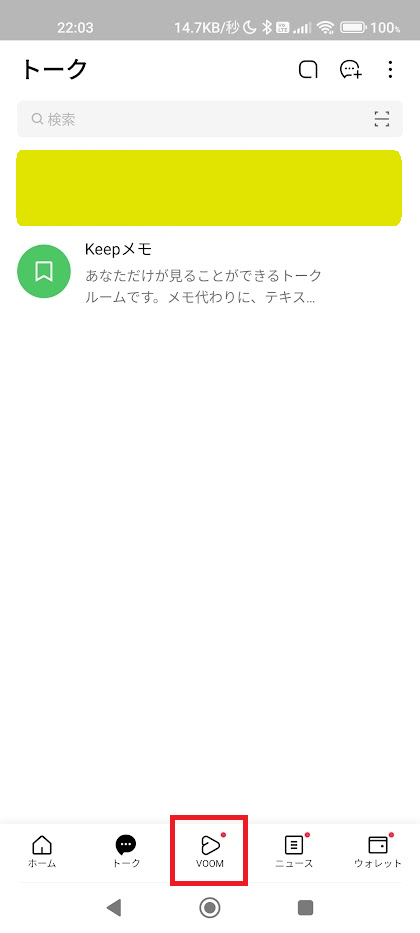 22:03 14.7KB/秒 100%
トーク
検索
Keepメモ
あなただけが見ることができるトーク
ルームです。メモ代わりに、テキス...
ホーム トーク VOOM ニュース ウォレット